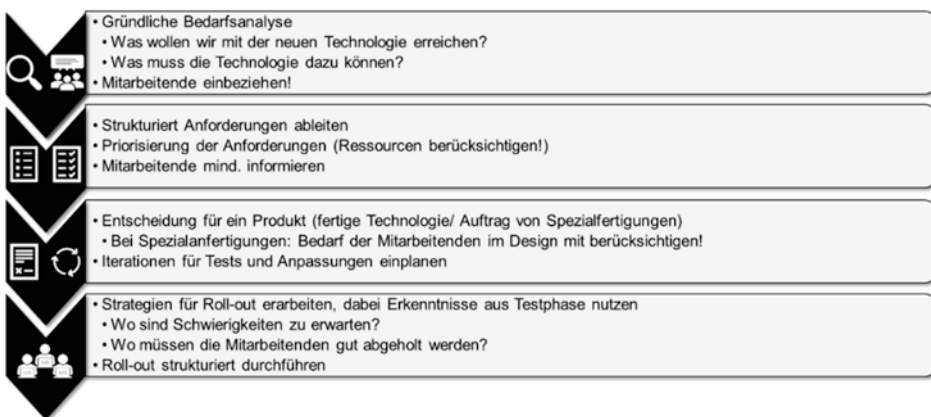 • Gründliche Bedarfsanalyse
• Was wollen wir mit der neuen Technologie erreichen?
• Was muss die Technologie dazu können?
• Mitarbeitende einbeziehen!
• Strukturiert Anforderungen ableiten
• Priorisierung der Anforderungen (Ressourcen berücksichtigen!)
• Mitarbeitende mind. informieren
• Entscheidung für ein Produkt (fertige Technologie/ Auftrag von Spezialfertigungen)
• Bei Spezialanfertigungen: Bedarf der Mitarbeitenden im Design mit berücksichtigen!
• Iterationen für Tests und Anpassungen einplanen
• Strategien für Roll-out erarbeiten, dabei Erkenntnisse aus Testphase nutzen
• Wo sind Schwierigkeiten zu erwarten?
• Wo müssen die Mitarbeitenden gut abgeholt werden?
• Roll-out strukturiert durchführen